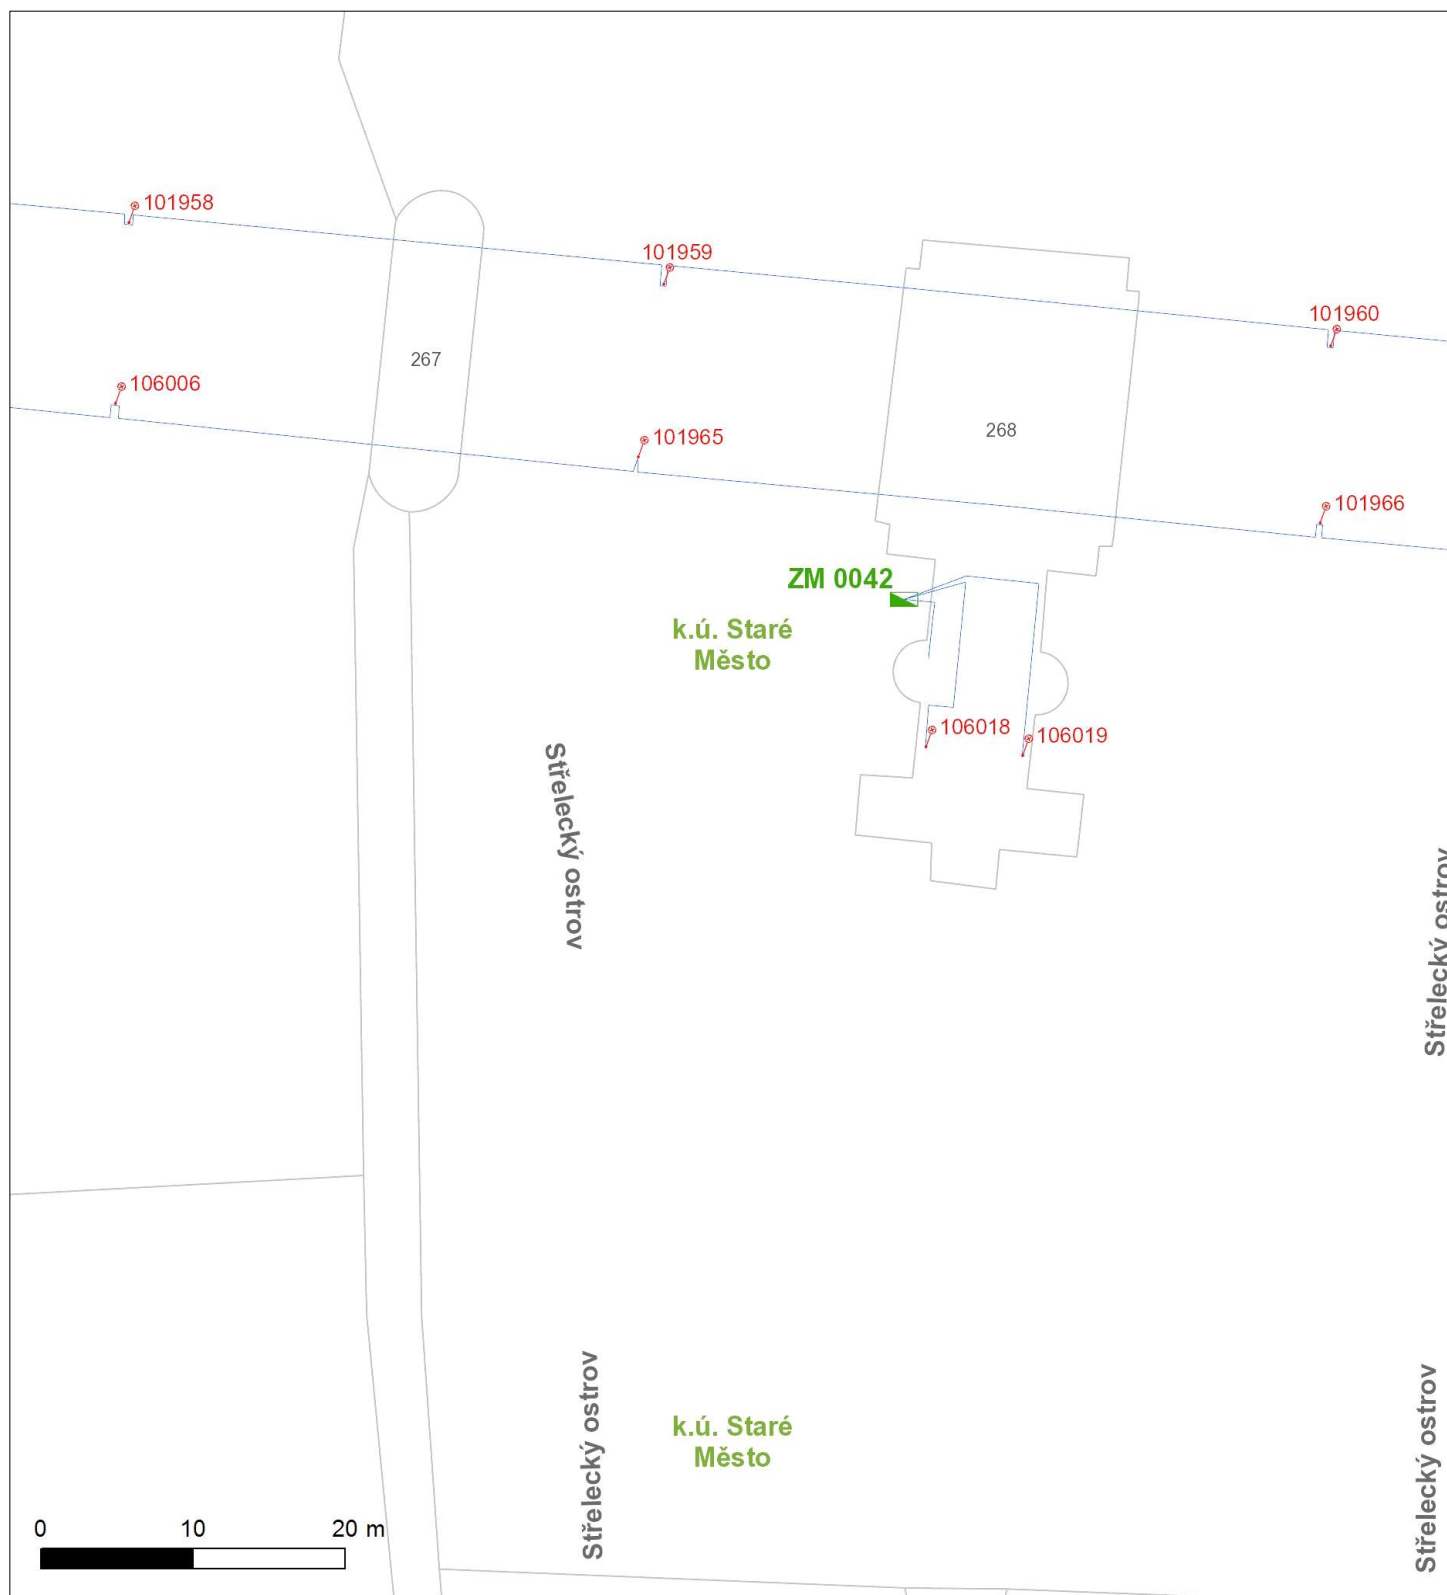 101958
101959
101960
267
106006
268
101965
101966
ZM 0042
k.ú. Staré
Město
106018
106019
Střelecký ostrov
Střelecký ostrov
Střelecký ostrov
Střelecký ostrov
k.ú. Staré
Město
0 10 20 m